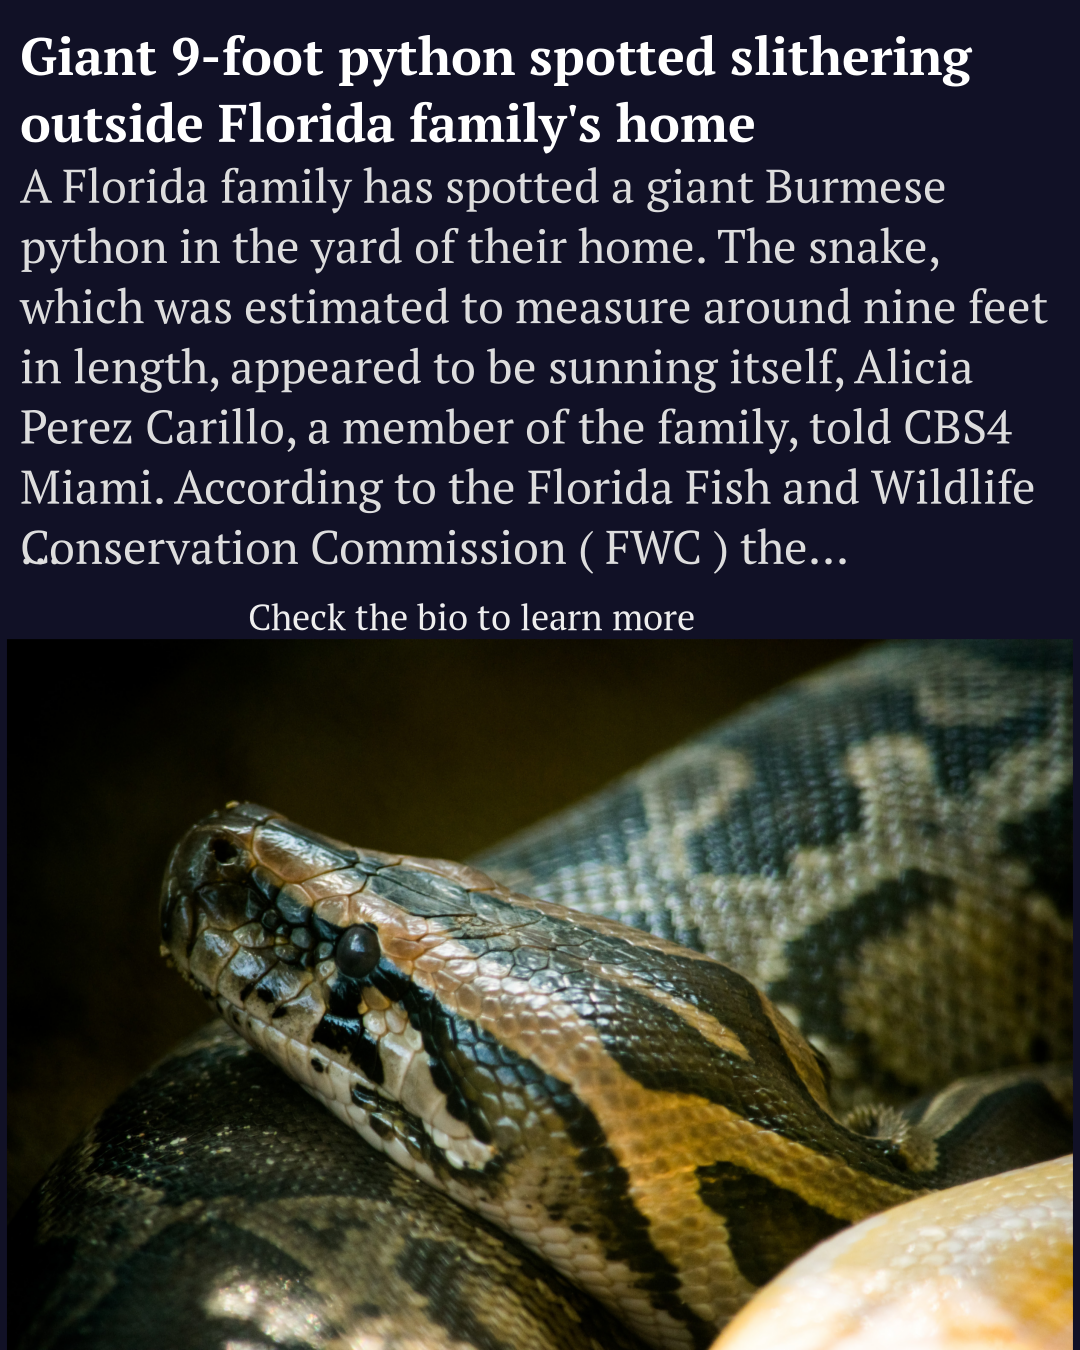 Giant 9-foot python spotted slithering
outside Florida family's home
A Florida family has spotted a giant Burmese
python in the yard of their home. The snake,
which was estimated to measure around nine feet
in length, appeared to be sunning itself, Alicia
Perez Carillo, a member of the family, told CBS4
Miami. According to the Florida Fish and Wildlife
Conservation Commission ( FWC ) the...
...
Check the bio to learn more